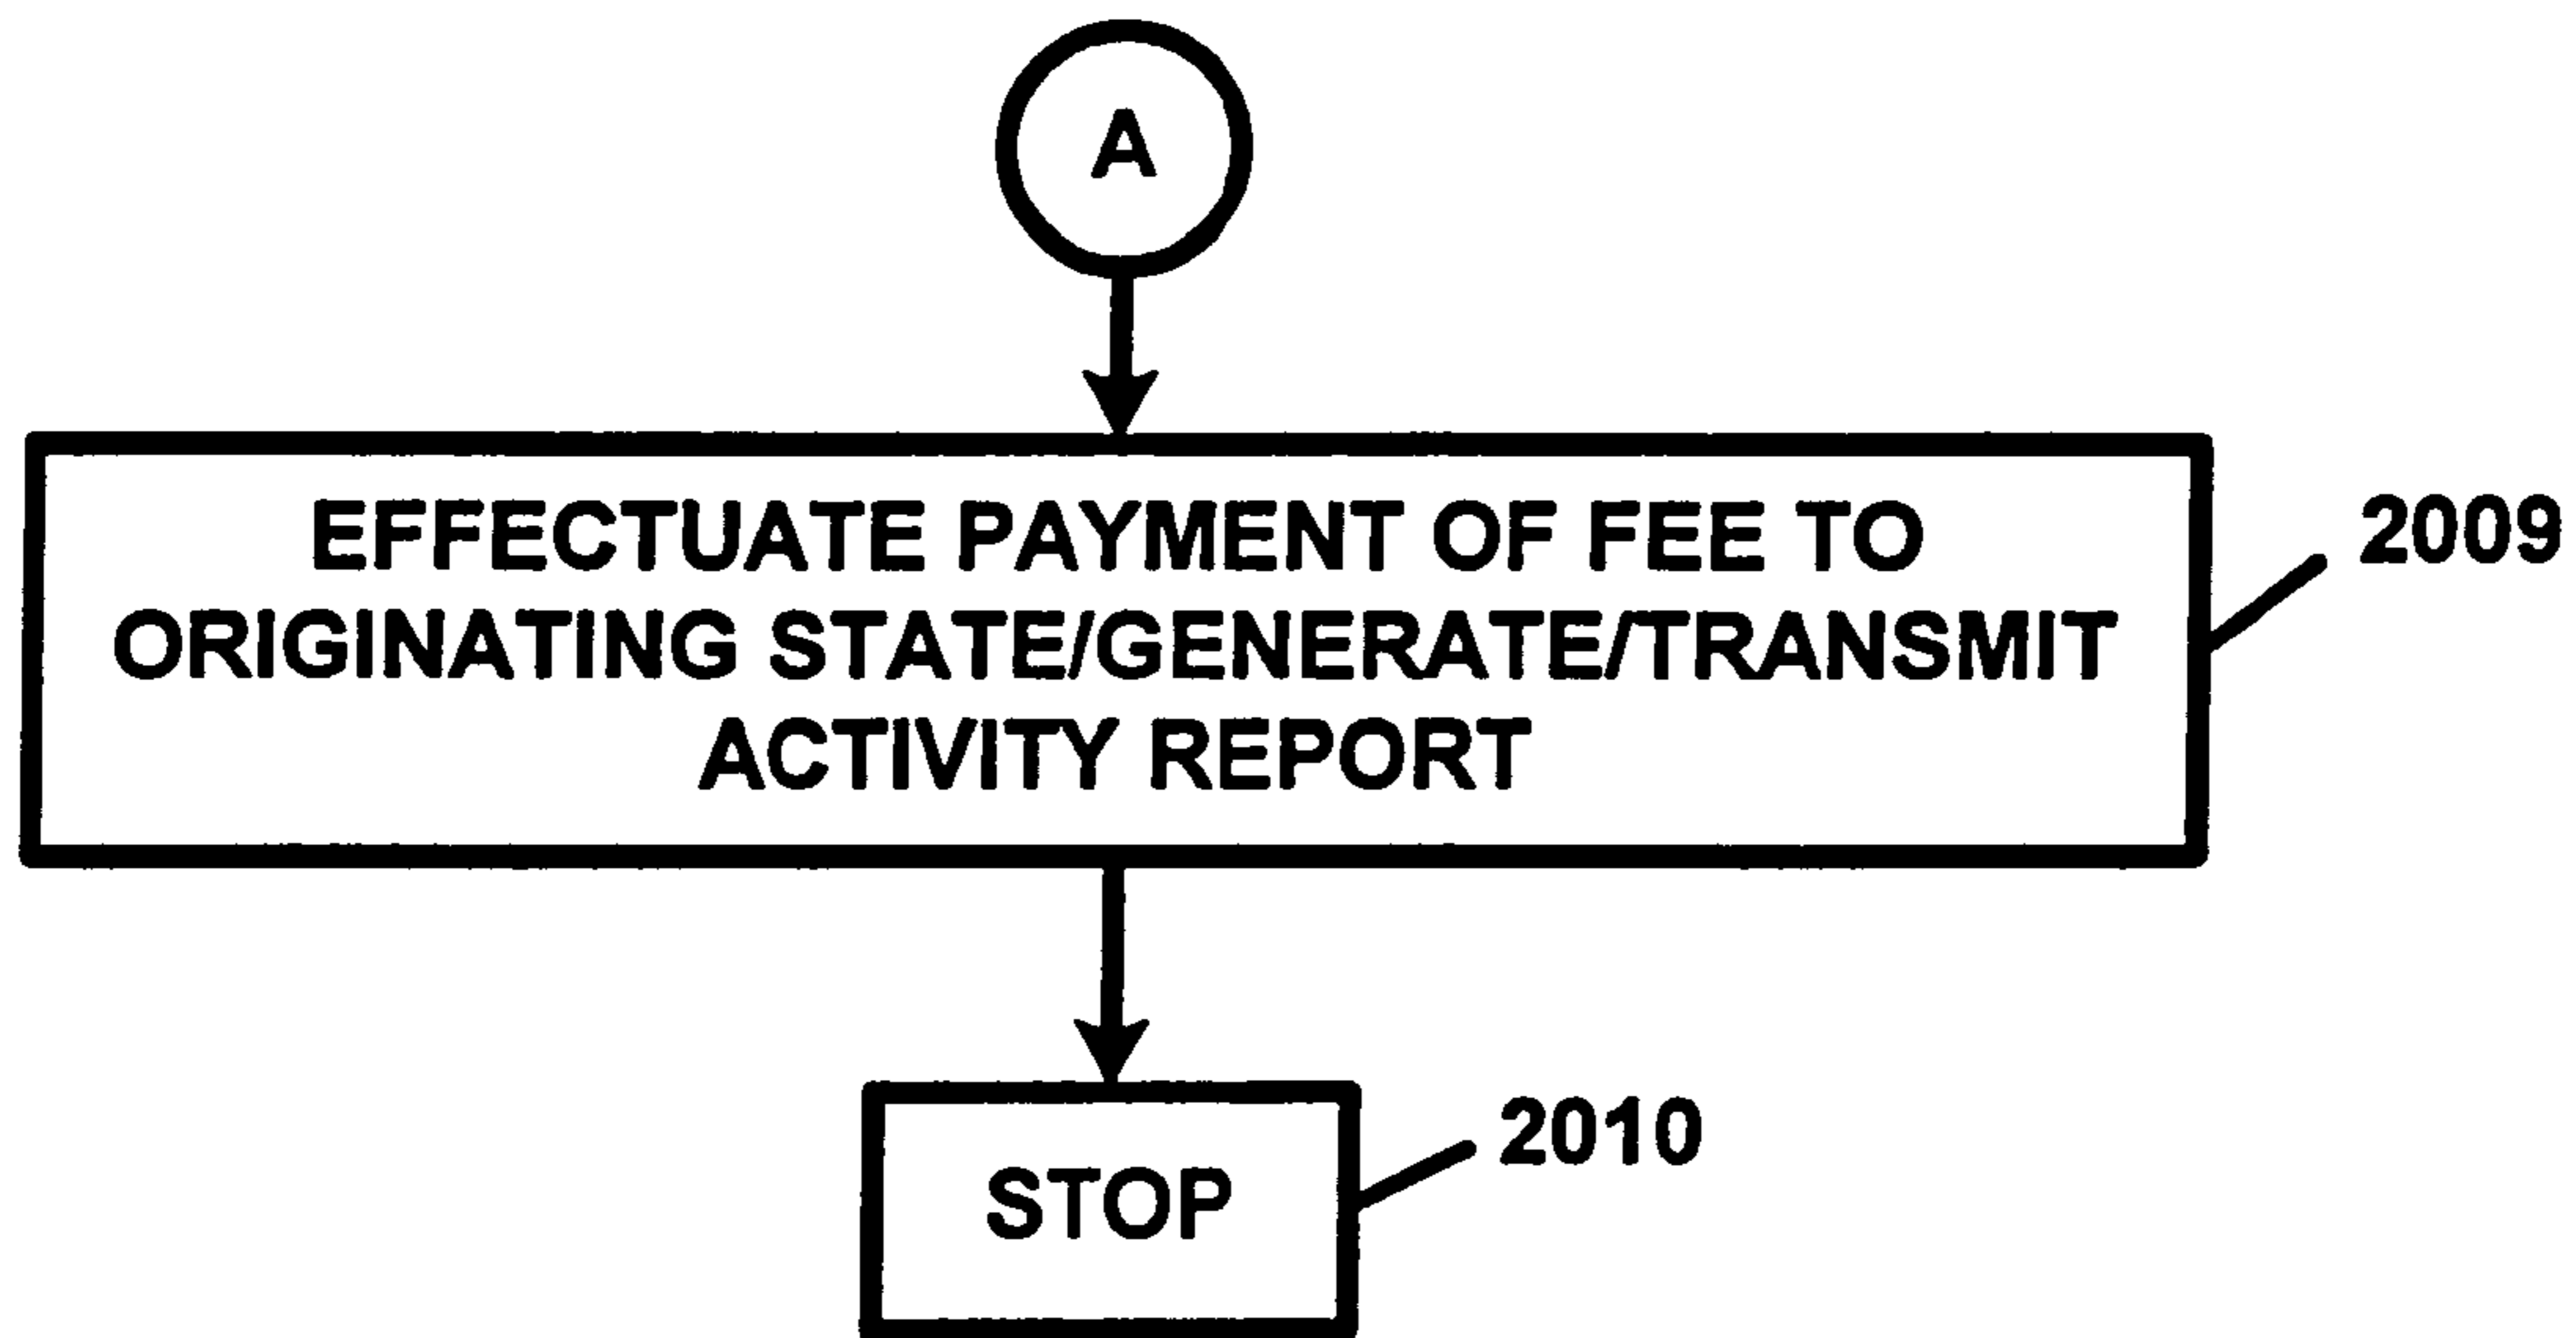 A
EFFECTUATE PAYMENT OF FEE TO
ORIGINATING STATE/GENERATE/TRANSMIT
ACTIVITY REPORT
2009
STOP
2010